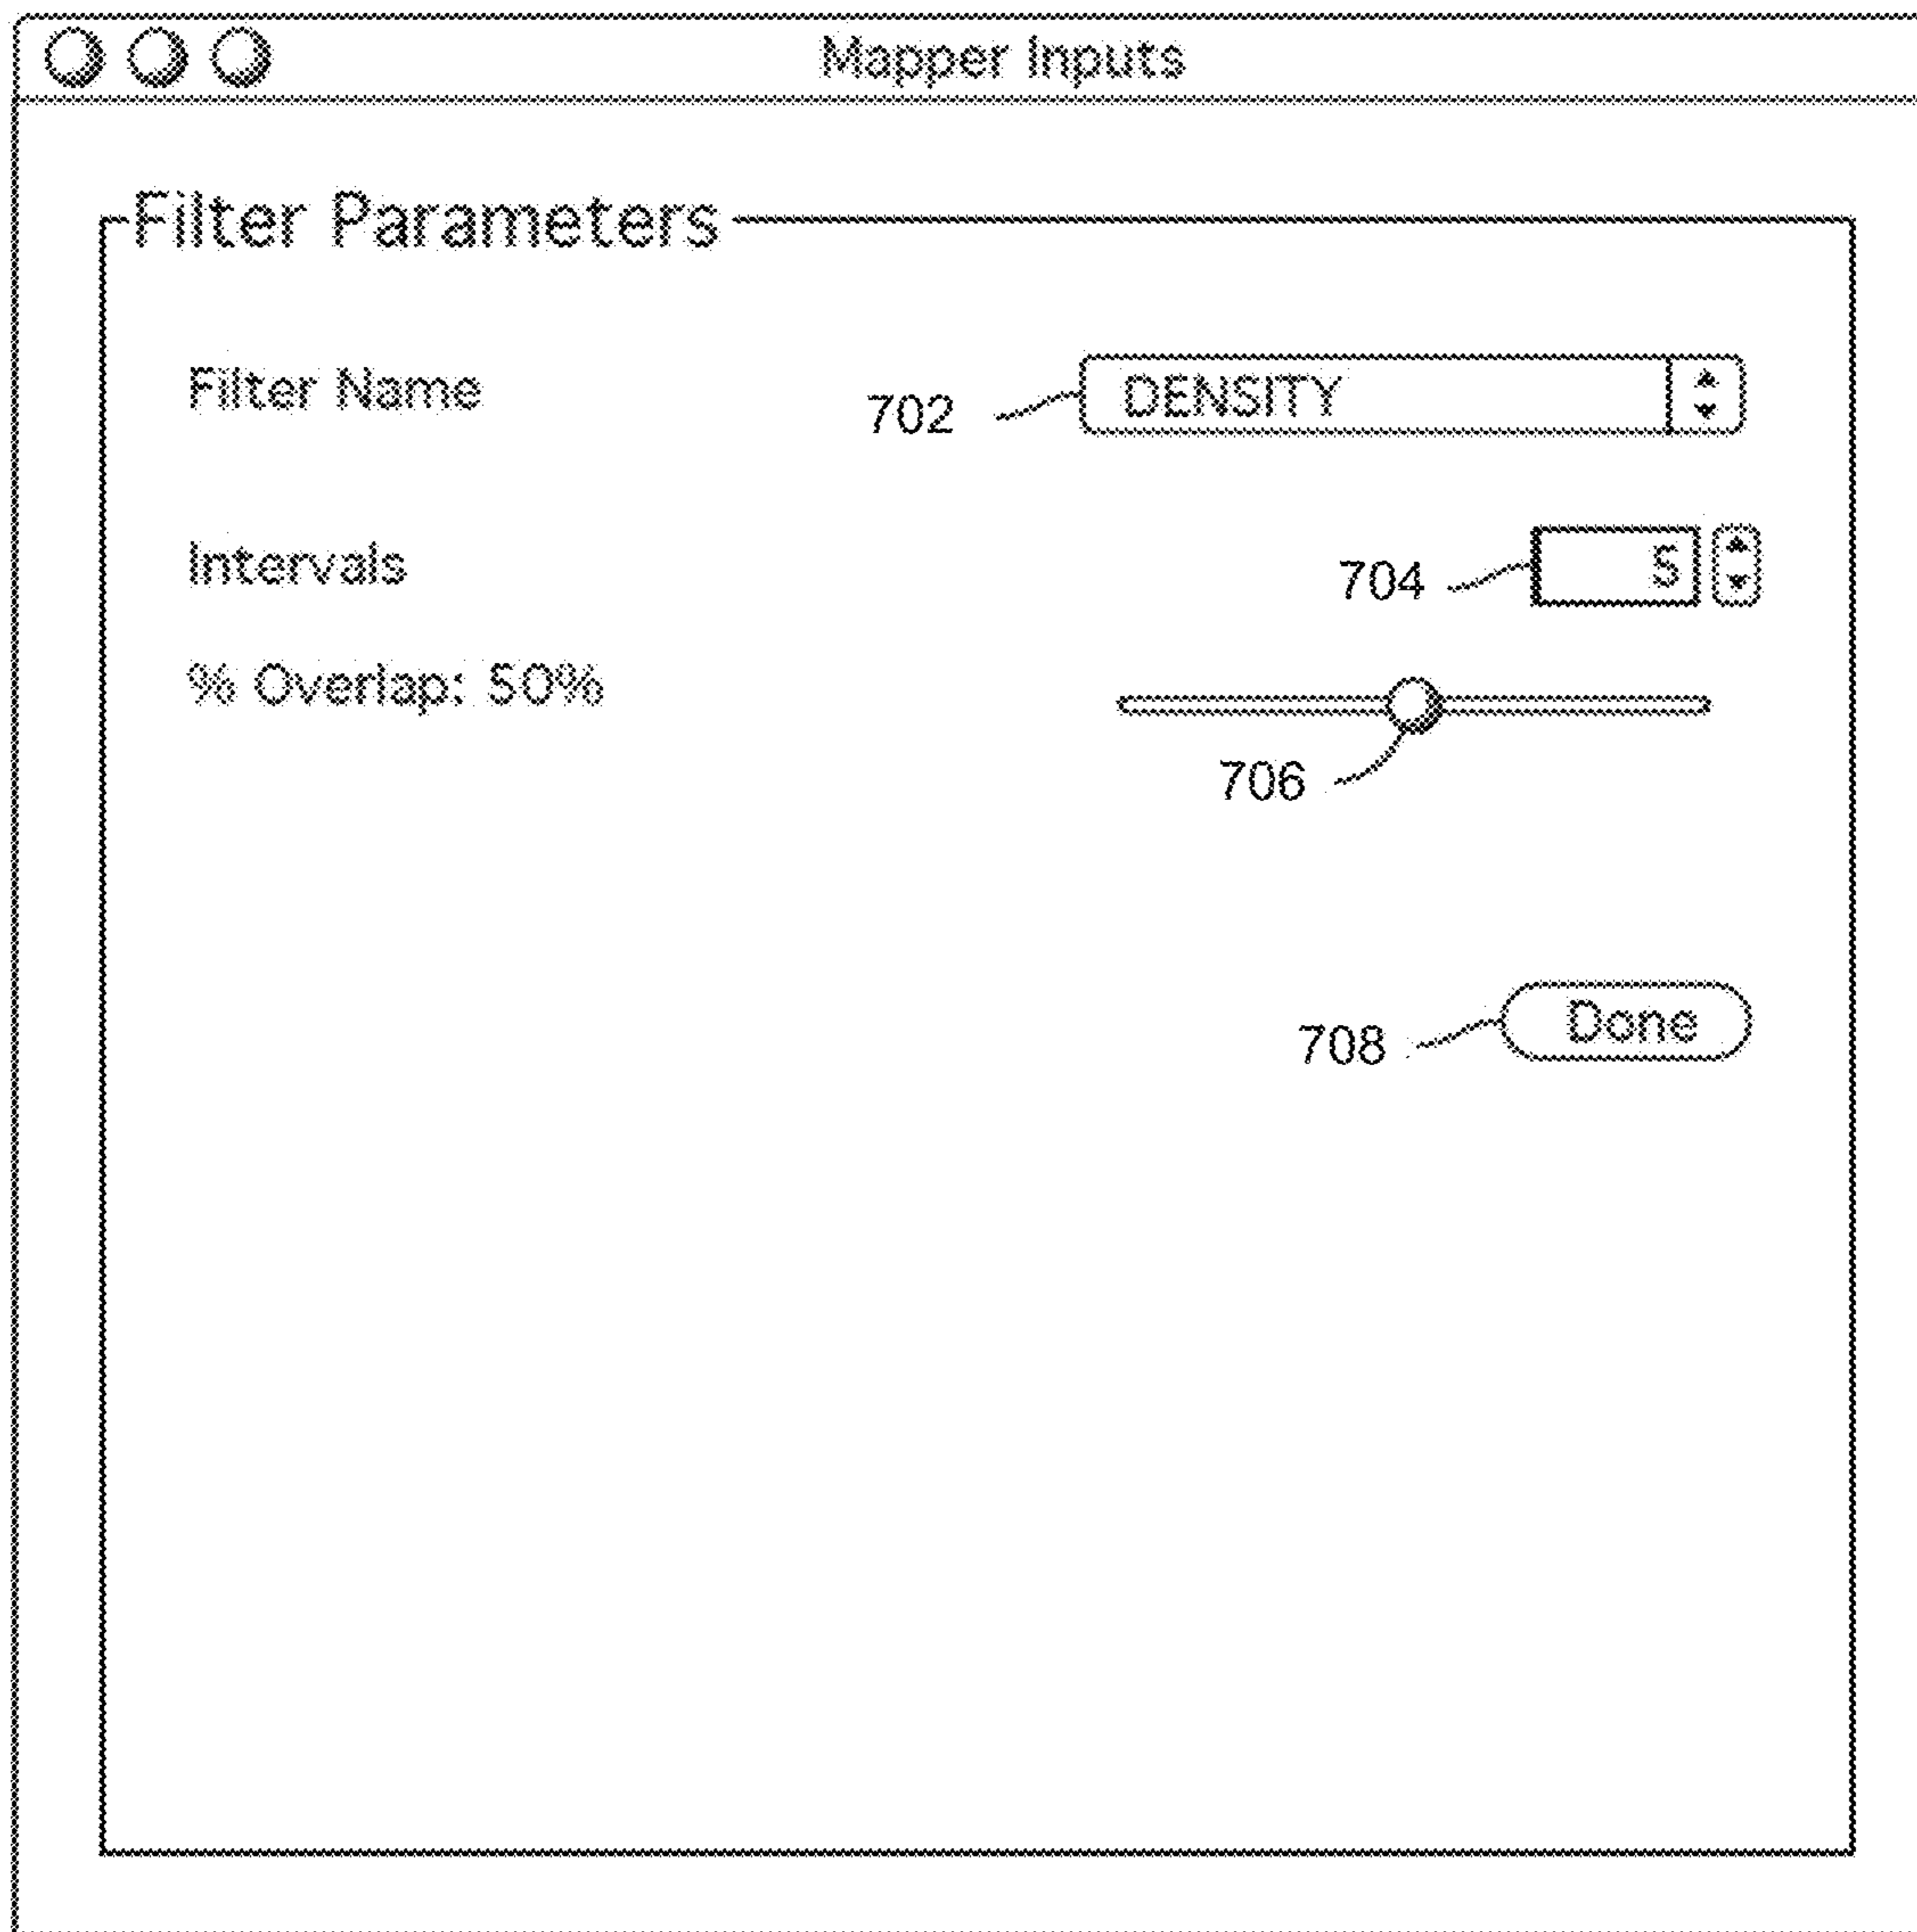 Mapper Inputs
Filter Parameters
Filter Name
702
DENSITY
Intervals
704
5
% Overlap: 50%
706
708
Done